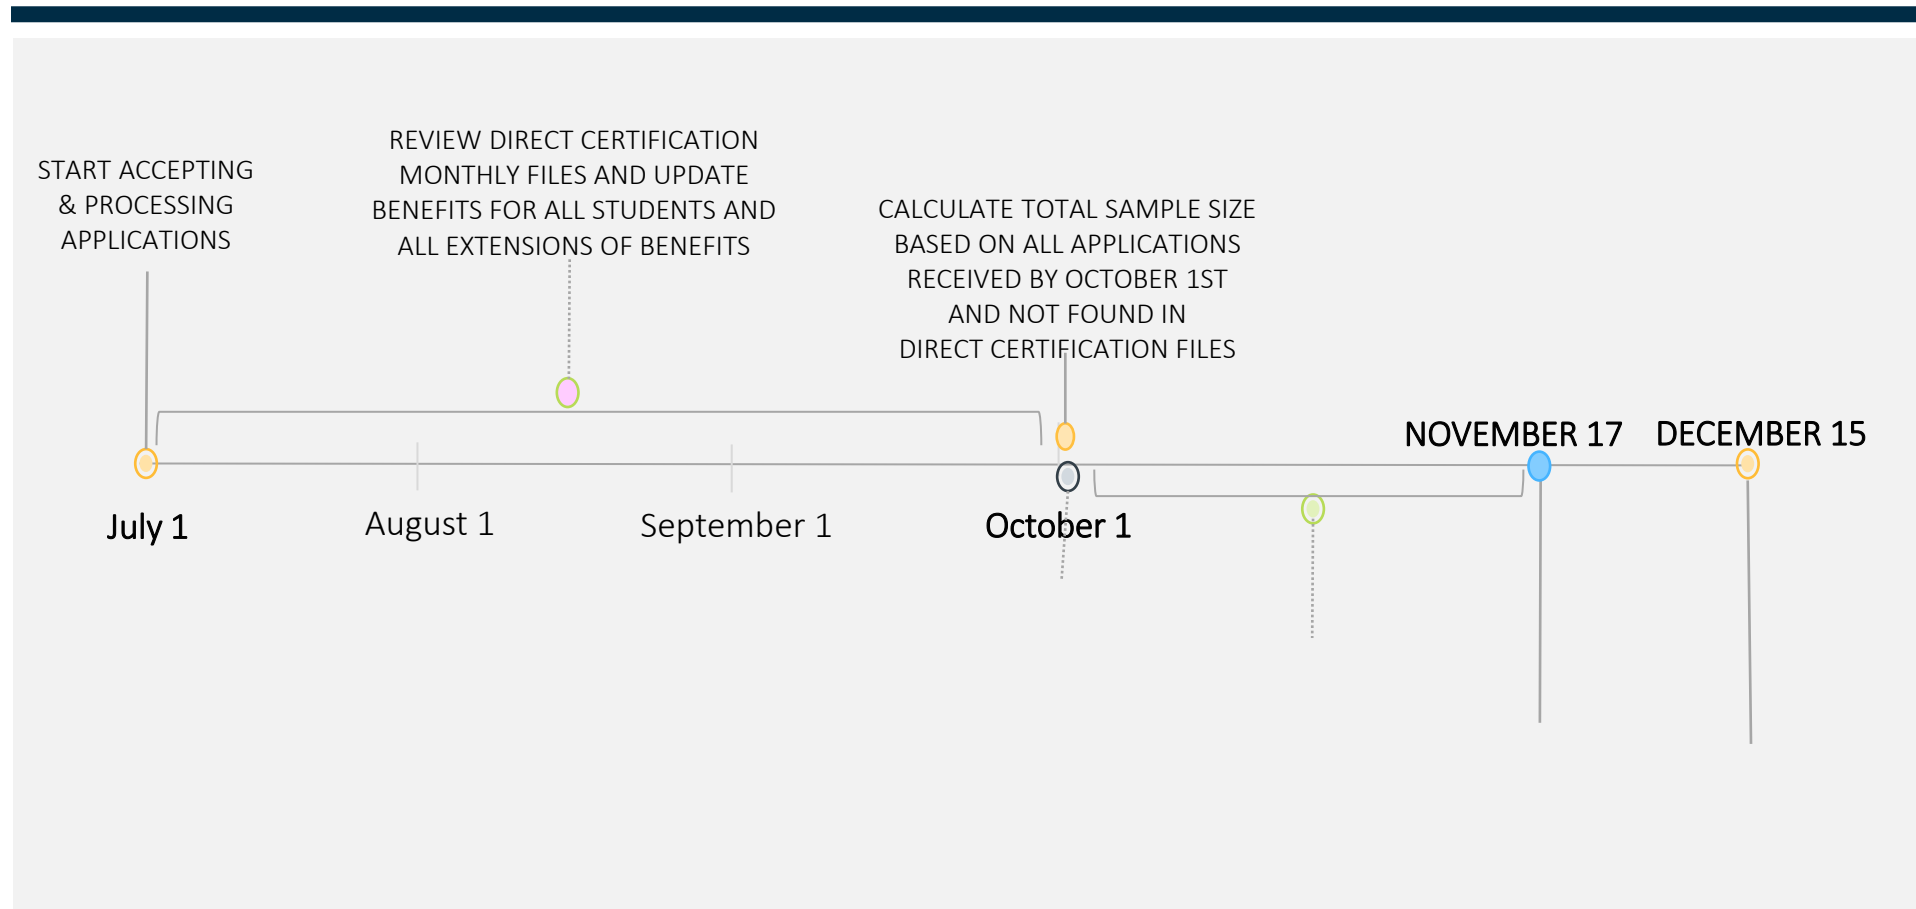 START ACCEPTING
& PROCESSING
APPLICATIONS
REVIEW DIRECT CERTIFICATION
MONTHLY FILES AND UPDATE
BENEFITS FOR ALL STUDENTS AND
ALL EXTENSIONS OF BENEFITS
CALCULATE TOTAL SAMPLE SIZE
BASED ON ALL APPLICATIONS
RECEIVED BY OCTOBER 1ST
AND NOT FOUND IN
DIRECT CERTIFICATION FILES
NOVEMBER 17
DECEMBER 15
July 1
August 1
September 1
October 1